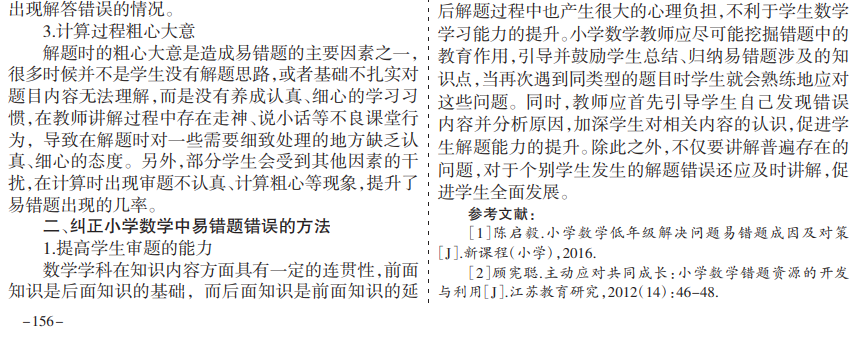 出现解答错误的情况。
3.计算过程粗心大意
解题时的粗心大意是造成易错题的主要因素之一，
很多时候并不是学生没有解题思路，或者基础不扎实对
题目内容无法理解，而是没有养成认真、细心的学习习
惯，在教师讲解过程中存在走神、说小话等不良课堂行
为，导致在解题时对一些需要细致处理的地方缺乏认
真、细心的态度。另外，部分学生会受到其他因素的干
扰，在计算时出现审题不认真、计算粗心等现象，提升了
易错题出现的几率。
二、纠正小学数学中易错题错误的方法
1.提高学生审题的能力
数学学科在知识内容方面具有一定的连贯性，前面
知识是后面知识的基础，而后面知识是前面知识的延
-156-
后解题过程中也产生很大的心理负担，不利于学生数学
学习能力的提升。小学数学教师应尽可能挖掘错题中的
教育作用，引导并鼓励学生总结、归纳易错题涉及的知
识点，当再次遇到同类型的题目时学生就会熟练地应对
这些问题。同时，教师应首先引导学生自己发现错误
内容并分析原因，加深学生对相关内容的认识，促进学
生解题能力的提升。除此之外，不仅要讲解普遍存在的
问题，对于个别学生发生的解题错误还应及时讲解，促
进学生全面发展。
参考文献：
[1]陈启毅.小学数学低年级解决问题易错题成因及对策
[J].新课程(小学),2016.
[2]顾宪聪.主动应对共同成长:小学数学错题资源的开发
与利用[J].江苏教育研究,2012(14):46-48.